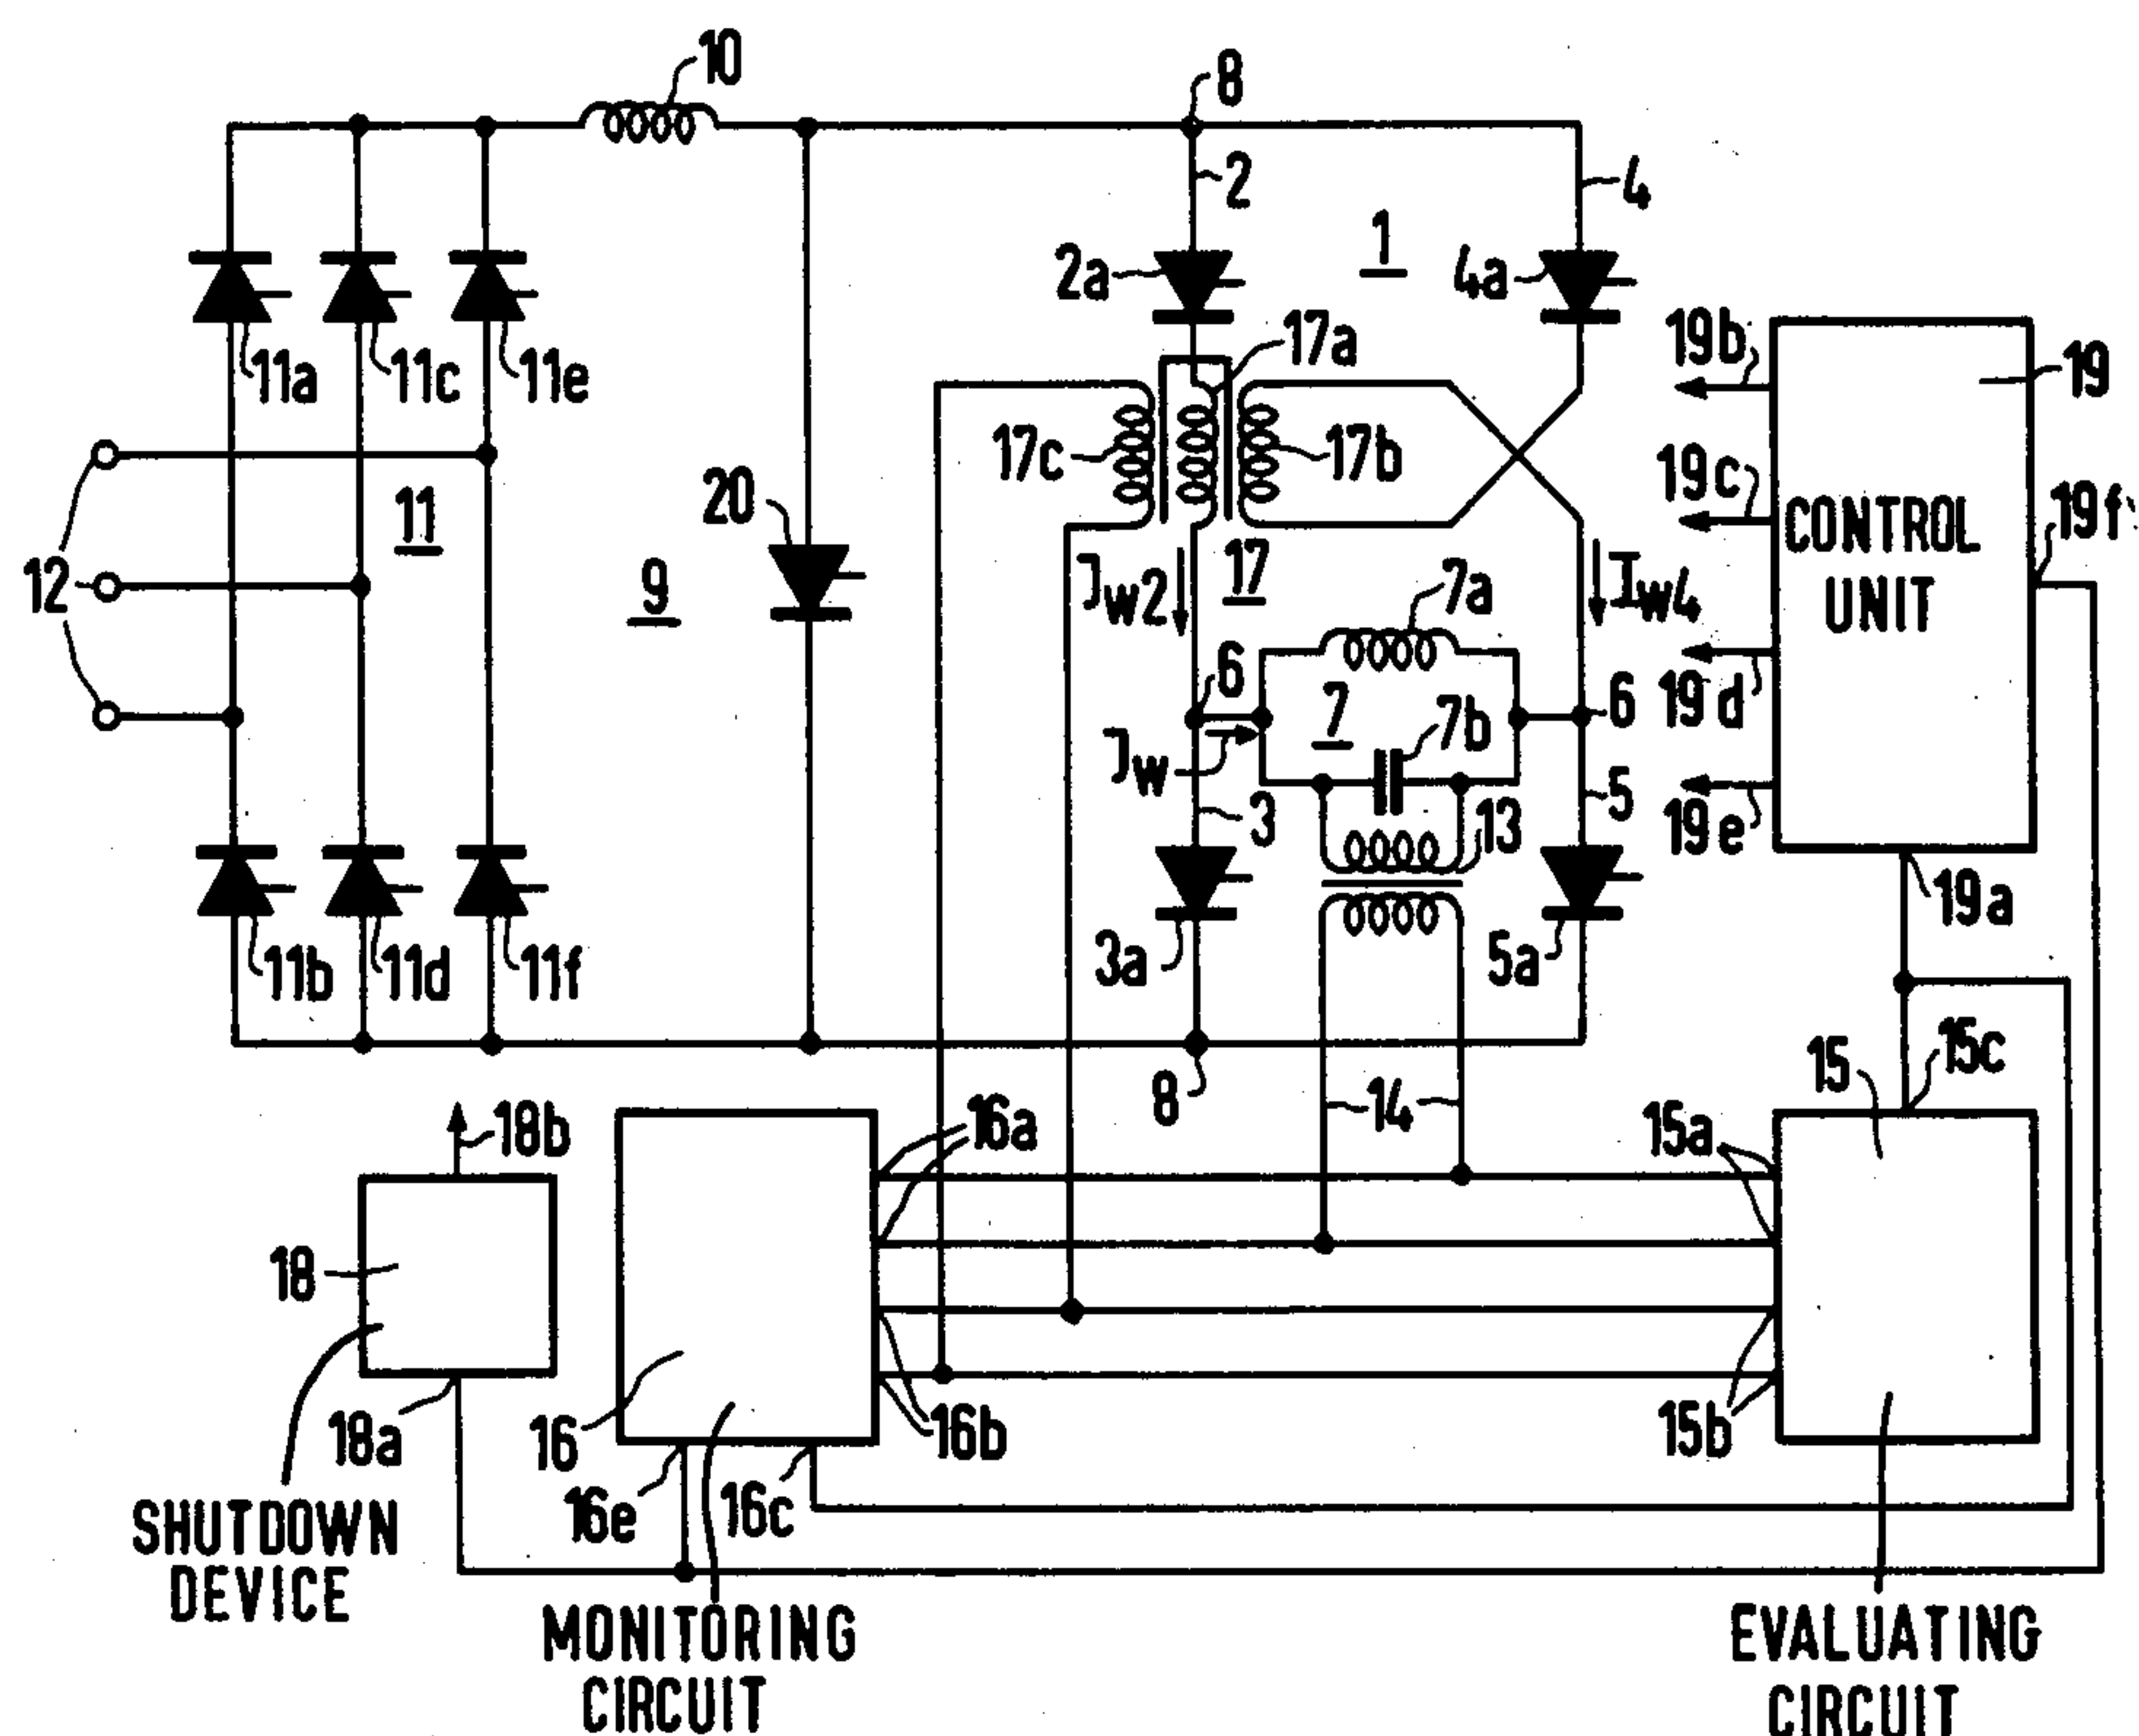 10
8
2
4
1
2a
4a
17a
19b
19
11a
11c
11e
17c
17b
19c
19f
11
20
CONTROL
UNIT
12
9
Jw2
17
7a
Iw4
6
7
7b
6
19d
Jw
3
13
5
19e
3a
5a
19a
11b
11d
11f
15
15c
8
14
18b
16a
15a
18
18a
16
16b
15b
16e
16c
SHUTDOWN
DEVICE
MONITORING
CIRCUIT
EVALUATING
CIRCUIT